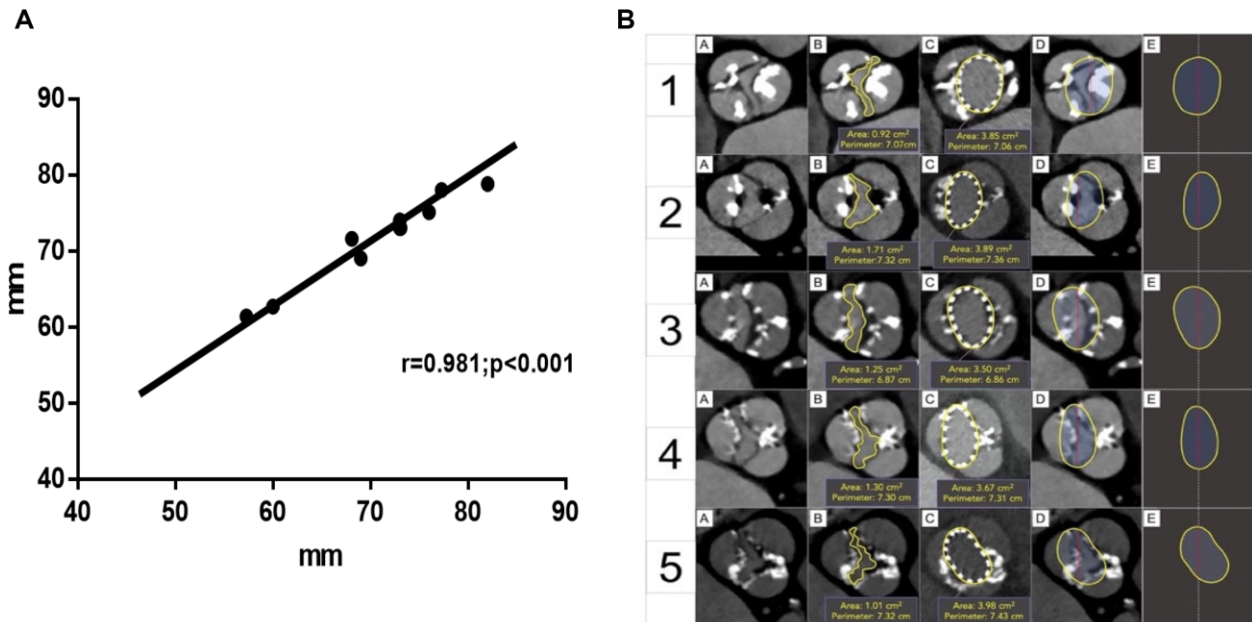 A
90
80
70
60
50
40
mm
40 50 60 70 80 90
mm
r=0.981;p<0.001
B
1
A B C D E
Area: 0.92 cm²
Perimeter: 7.07cm
Area: 3.85 cm²
Perimeter: 7.06 cm
2
A B C D E
Area: 1.71 cm²
Perimeter:7.32 cm
Area: 3.89 cm²
Perimeter: 7.36 cm
3
A B C D E
Area: 1.25 cm²
Perimeter: 6.87 cm
Area: 3.50 cm²
Perimeter: 6.86 cm
4
A B C D E
Area: 1.30 cm²
Perimeter: 7.30 cm
Area: 3.67 cm²
Perimeter: 7.31 cm
5
A B C D E
Area: 1.01 cm²
Perimeter: 7.32 cm
Area: 3.98 cm²
Perimeter: 7.43 cm